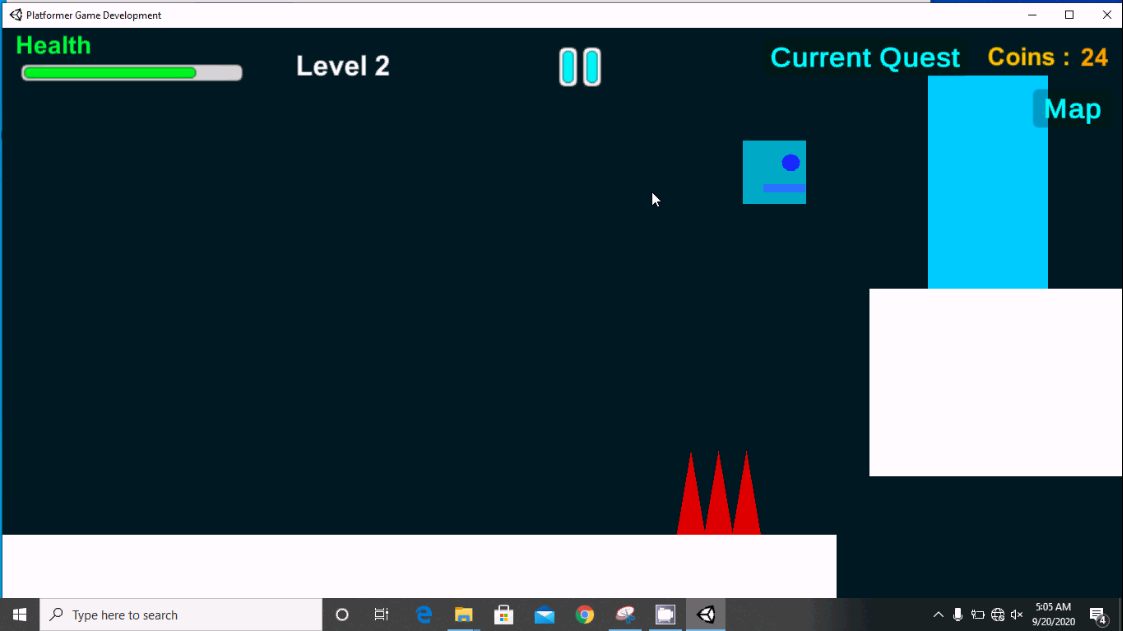 Platformer Game Development
Health
Level 2
Current Quest
Coins : 24
Map
Type here to search
5:05 AM
9/20/2020
4